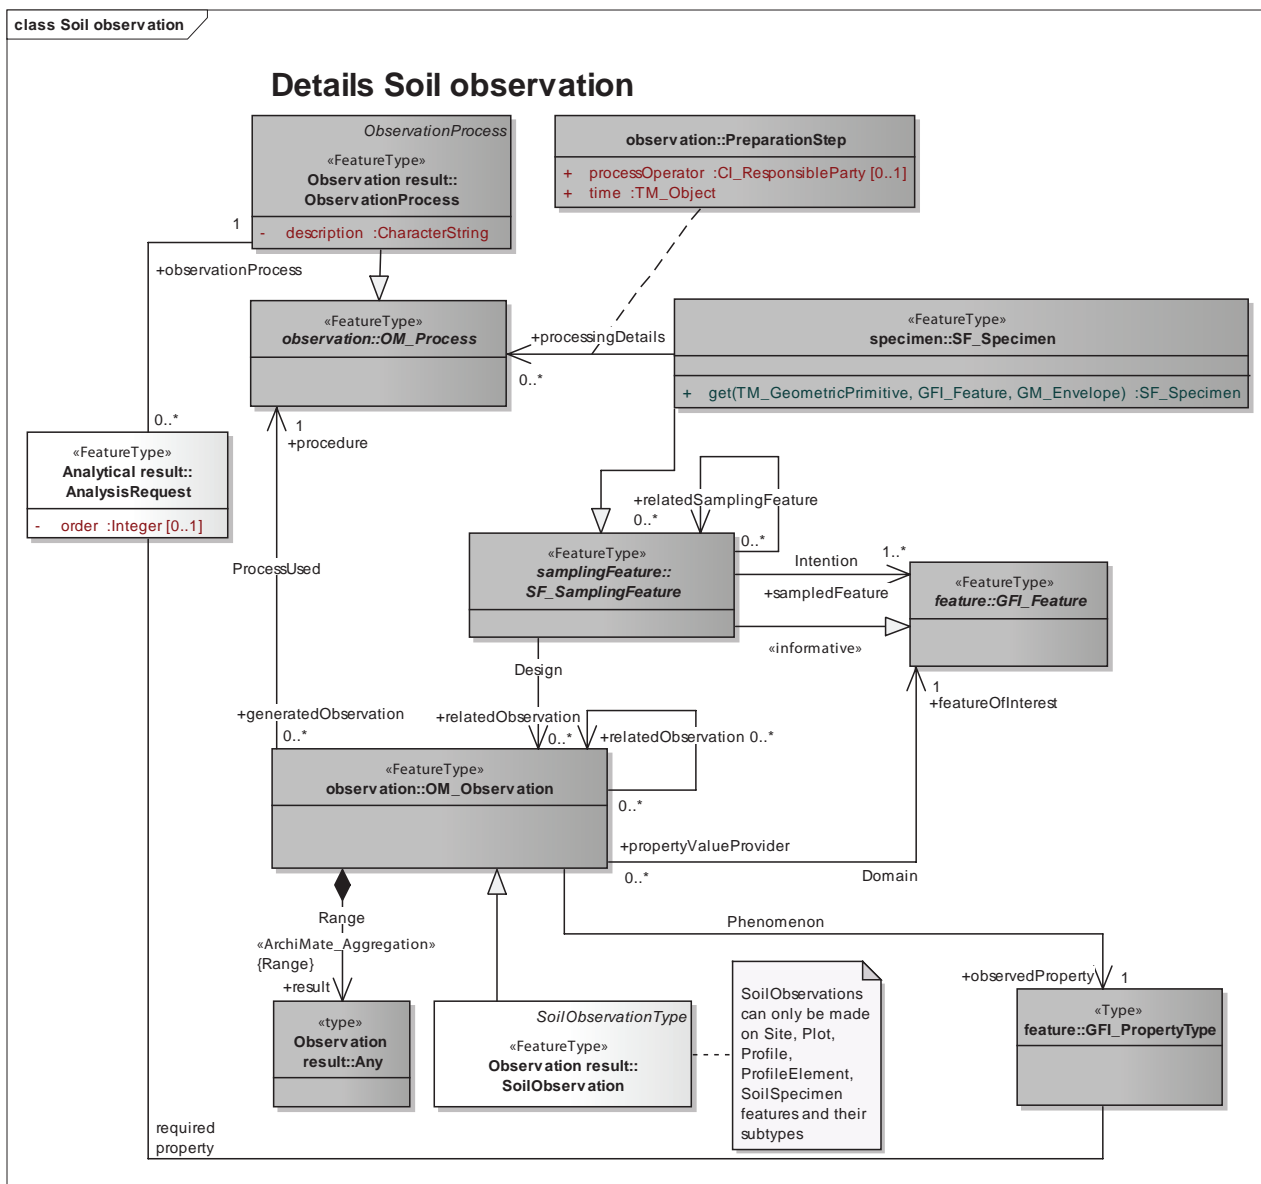 class Soil observation
Details Soil observation
ObservationProcess
«FeatureType»
Observation result::
ObservationProcess
- description :CharacterString
observation::PreparationStep
+ processOperator :CI_ResponsibleParty [0..1]
+ time :TM_Object
1
+observationProcess
«FeatureType»
observation::OM_Process
+processingDetails
0..*
«FeatureType»
specimen::SF_Specimen
+ get(TM_GeometricPrimitive, GFI_Feature, GM_Envelope) :SF_Specimen
0..*
1
+procedure
«FeatureType»
Analytical result::
AnalysisRequest
- order :Integer [0..1]
+relatedSamplingFeature
0..*
0..*
«FeatureType»
samplingFeature::
SF_SamplingFeature
Intention
1..*
+sampledFeature
«informative»
«FeatureType»
feature::GFI_Feature
ProcessUsed
Design
1
+featureOfInterest
+generatedObservation
0..*
+relatedObservation
0..*
+relatedObservation 0..*
«FeatureType»
observation::OM_Observation
0..*
+propertyValueProvider
0..*
Domain
Range
«ArchiMate_Aggregation»
{Range}
+result
Phenomenon
+observedProperty
1
«type»
Observation
result::Any
SoilObservationType
«FeatureType»
Observation result::
SoilObservation
SoilObservations
can only be made
on Site, Plot,
Profile,
ProfileElement,
SoilSpecimen
features and their
subtypes
«Type»
feature::GFI_PropertyType
required
property